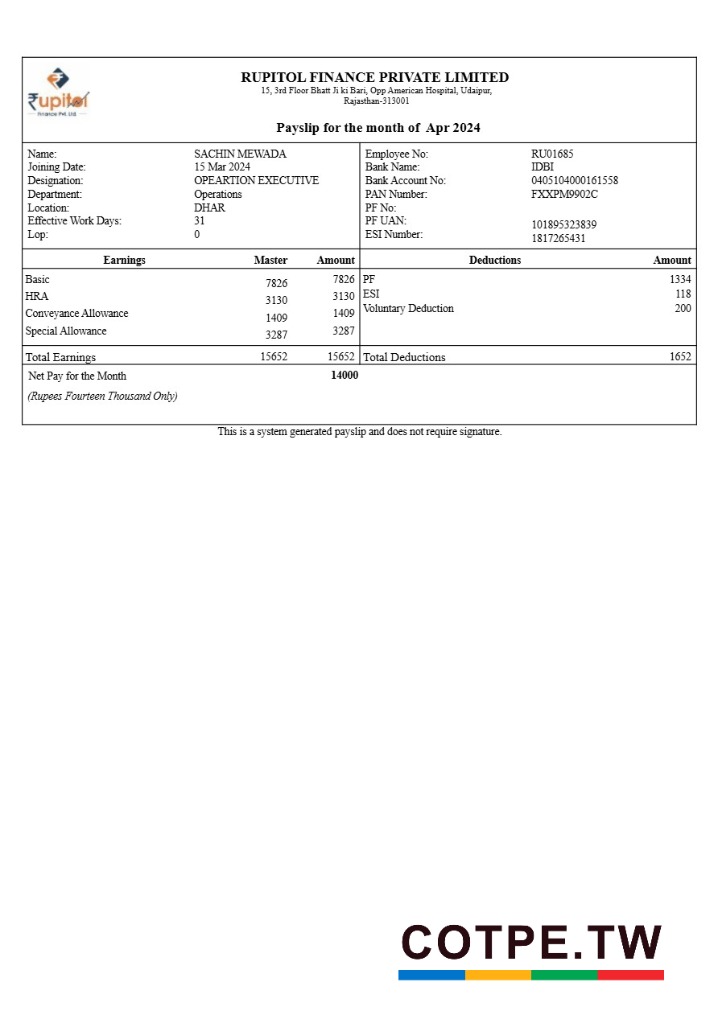 ₹upitol
Finance Pvt. Ltd.
RUPITOL FINANCE PRIVATE LIMITED
15, 3rd Floor Bhatt Ji ki Bari, Opp American Hospital, Udaipur,
Rajasthan-313001
Payslip for the month of Apr 2024
Name: SACHIN MEWADA Employee No: RU01685
Joining Date: 15 Mar 2024 Bank Name: IDBI
Designation: OPEARTION EXECUTIVE Bank Account No: 0405104000161558
Department: Operations PAN Number: FXXPM9902C
Location: DHAR PF No:
Effective Work Days: 31 PF UAN: 101895323839
Lop: 0 ESI Number: 1817265431
Earnings Master Amount Deductions Amount
Basic 7826 7826 PF 1334
HRA 3130 3130 ESI 118
Conveyance Allowance 1409 1409 Voluntary Deduction 200
Special Allowance 3287 3287
Total Earnings 15652 15652 Total Deductions 1652
Net Pay for the Month 14000
(Rupees Fourteen Thousand Only)
This is a system generated payslip and does not require signature.
COTPE.TW